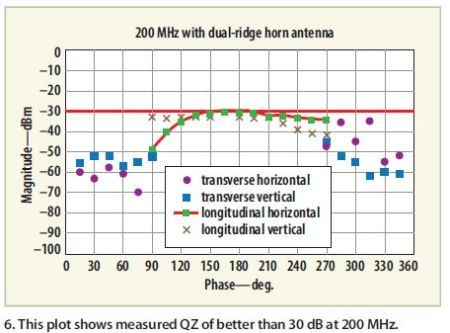 200 MHz with dual-ridge horn antenna
0
–10
–20
–30
–40
–50
–60
–70
–80
–90
–100
Magnitude—dBm
transverse horizontal
transverse vertical
longitudinal horizontal
longitudinal vertical
0 30 60 90 120 150 180 210 240 270 300 330 360
Phase—deg.
6. This plot shows measured QZ of better than 30 dB at 200 MHz.